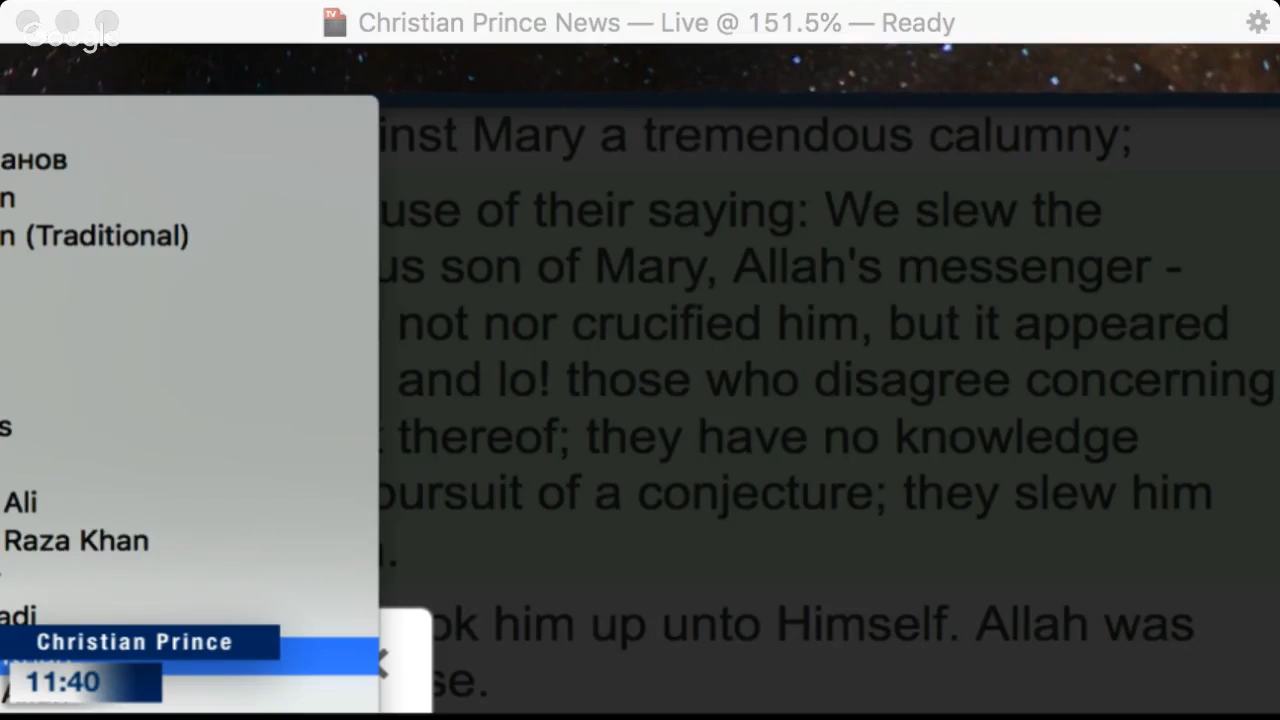 Christian Prince News — Live @ 151.5% — Ready
Google
inst Mary a tremendous calumny;
use of their saying: We slew the
us son of Mary, Allah's messenger -
not nor crucified him, but it appeared
and lo! those who disagree concerning
thereof; they have no knowledge
pursuit of a conjecture; they slew him
ok him up unto Himself. Allah was
se.
анов
n
n (Traditional)
s
Ali
Raza Khan
adi
Christian Prince
11:40